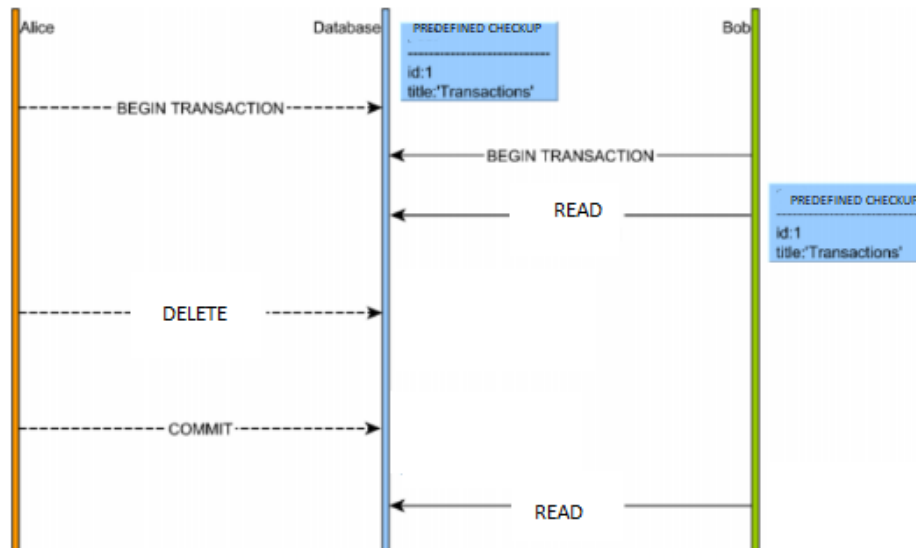 Alice
Database
PREDEFINED CHECKUP
Bob
id:1
title:'Transactions'
BEGIN TRANSACTION
BEGIN TRANSACTION
READ
PREDEFINED CHECKUP
id:1
title:'Transactions'
DELETE
COMMIT
READ